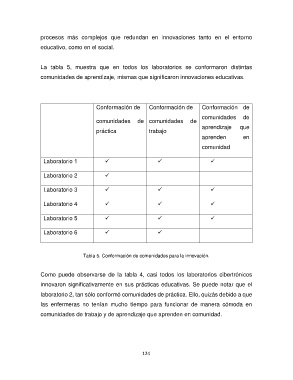 procesos más complejos que redundan en innovaciones tanto en el entorno
educativo, como en el social.
La tabla 5, muestra que en todos los laboratorios se conformaron distintas
comunidades de aprendizaje, mismas que significaron innovaciones educativas.
Conformación de comunidades de práctica
Conformación de comunidades de trabajo
Conformación de comunidades de aprendizaje que aprenden en comunidad
Laboratorio 1 ✓ ✓ ✓
Laboratorio 2 ✓
Laboratorio 3 ✓ ✓ ✓
Laboratorio 4 ✓ ✓ ✓
Laboratorio 5 ✓ ✓ ✓
Laboratorio 6 ✓ ✓
Tabla 5. Conformación de comunidades para la innovación.
Como puede observarse de la tabla 4, casi todos los laboratorios cibertrónicos
innovaron significativamente en sus prácticas educativas. Se puede notar que el
laboratorio 2, tan sólo conformó comunidades de práctica. Ello, quizás debido a que
las enfermeras no tenían mucho tiempo para funcionar de manera cómoda en
comunidades de trabajo y de aprendizaje que aprenden en comunidad.